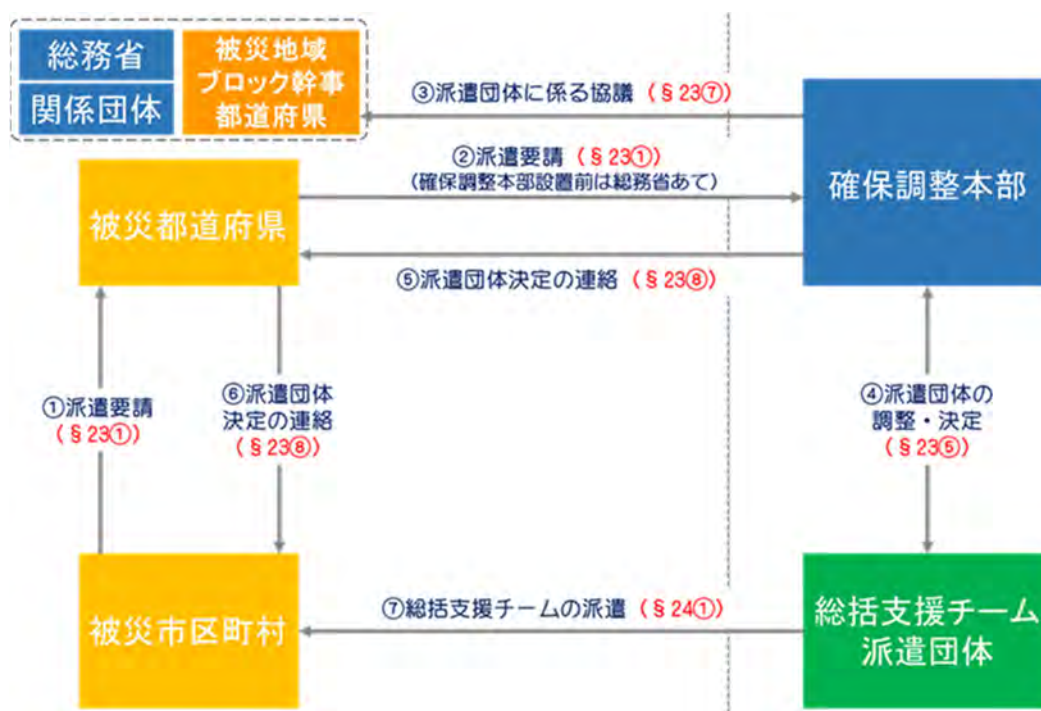 総務省
関係団体
被災地域
ブロック幹事
都道府県
③派遣団体に係る協議（§23⑦）
②派遣要請（§23①）
（確保調整本部設置前は総務省あて）
確保調整本部
被災都道府県
⑤派遣団体決定の連絡（§23⑧）
①派遣要請
（§23①）
⑥派遣団体
決定の連絡
（§23⑧）
④派遣団体の
調整・決定
（§23⑤）
被災市区町村
⑦総括支援チームの派遣（§24①）
総括支援チーム
派遣団体